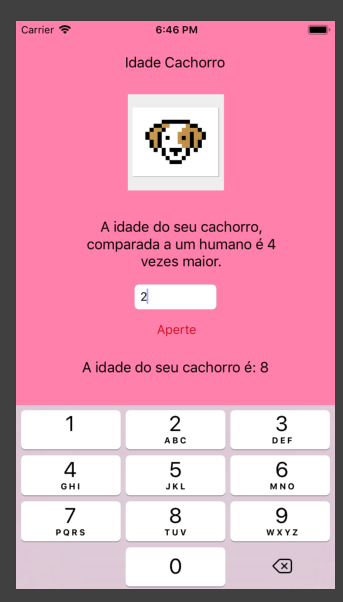 Carrier 6:46 PM
Idade Cachorro
A idade do seu cachorro,
comparada a um humano é 4
vezes maior.
2
Aperte
A idade do seu cachorro é: 8
1 2 3
ABC DEF
4 5 6
GHI JKL MNO
7 8 9
PQRS TUV WXYZ
0